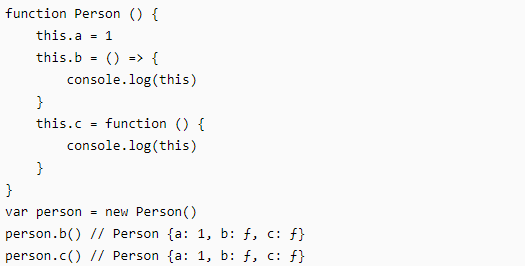 function Person () {
    this.a = 1
    this.b = () => {
        console.log(this)
    }
    this.c = function () {
        console.log(this)
    }
}
var person = new Person()
person.b() // Person {a: 1, b: ƒ, c: ƒ}
person.c() // Person {a: 1, b: ƒ, c: ƒ}